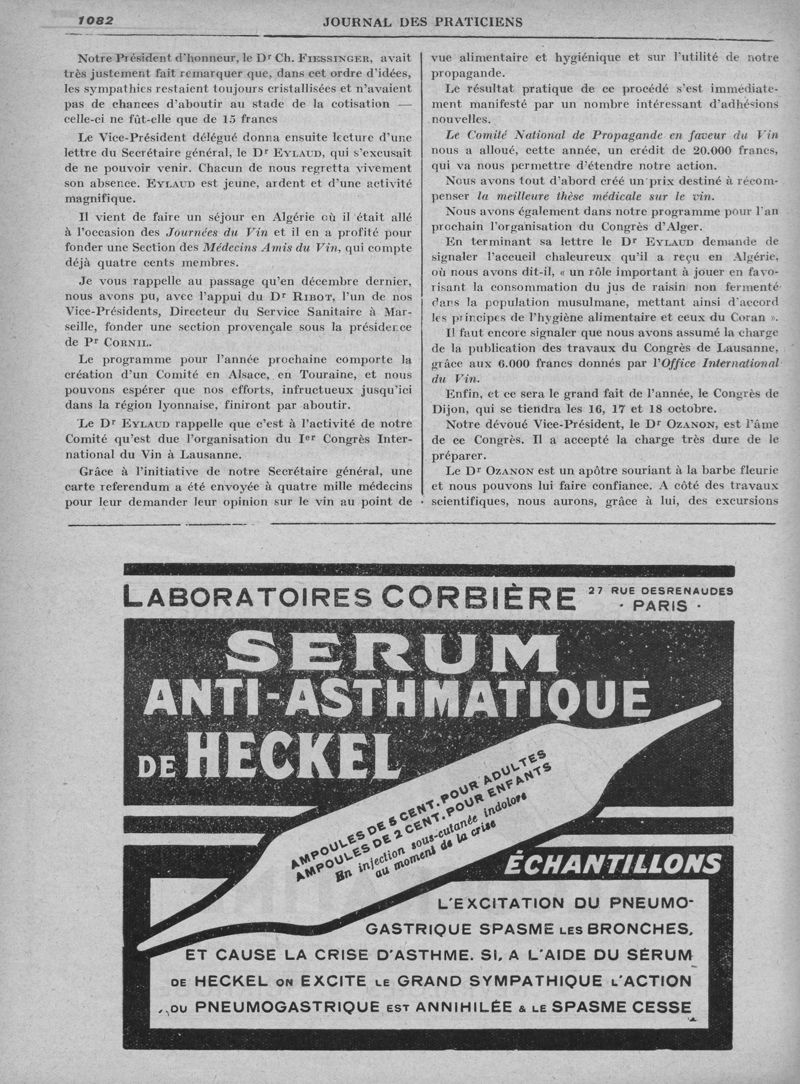 1082
JOURNAL DES PRATICIENS
Notre Président d'honneur, le Dr Ch. FIESSINGER, avait
très justement fait remarquer que, dans cet ordre d'idées,
les sympathies restaient toujours cristallisées et n'avaient
pas de chances d'aboutir au stade de la cotisation —
celle-ci ne fût-elle que de 15 francs
Le Vice-Président délégué donna ensuite lecture d'une
lettre du Secrétaire général, le Dr EYLAUD, qui s'excusait
de ne pouvoir venir. Chacun de nous regretta vivement
son absence. EYLAUD est jeune, ardent et d'une activité
magnifique.
Il vient de faire un séjour en Algérie où il était allé
à l'occasion des Journées du Vin et il en a profité pour
fonder une Section des Médecins Amis du Vin, qui compte
déjà quatre cents membres.
Je vous rappelle au passage qu'en décembre dernier,
nous avons pu, avec l'appui du Dr RIBOT, l'un de nos
Vice-Présidents, Directeur du Service Sanitaire à Mar-
seille, fonder une section provençale sous la présidence
de Pr CORNIL.
Le programme pour l'année prochaine comporte la
création d'un Comité en Alsace, en Touraine, et nous
pouvons espérer que nos efforts, infructueux jusqu'ici
dans la région lyonnaise, finiront par aboutir.
Le Dr EYLAUD rappelle que c'est à l'activité de notre
Comité qu'est due l'organisation du Ier Congrès Inter-
national du Vin à Lausanne.
Grâce à l'initiative de notre Secrétaire général, une
carte referendum a été envoyée à quatre mille médecins
pour leur demander leur opinion sur le vin au point de
vue alimentaire et hygiénique et sur l'utilité de notre
propagande.
Le résultat pratique de ce procédé s'est immédiate-
ment manifesté par un nombre intéressant d'adhésions
nouvelles.
Le Comité National de Propagande en faveur du Vin
nous a alloué, cette année, un crédit de 20.000 francs,
qui va nous permettre d'étendre notre action.
Nous avons tout d'abord créé un prix destiné à récom-
penser la meilleure thèse médicale sur le vin.
Nous avons également dans notre programme pour l'an
prochain l'organisation du Congrès d'Alger.
En terminant sa lettre le Dr EYLAUD demande de
signaler l'accueil chaleureux qu'il a reçu en Algérie,
où nous avons dit-il, « un rôle important à jouer en favo-
risant la consommation du jus de raisin non fermenté
dans la population musulmane, mettant ainsi d'accord
les principes de l'hygiène alimentaire et ceux du Coran ».
Il faut encore signaler que nous avons assumé la charge
de la publication des travaux du Congrès de Lausanne,
grâce aux 6.000 francs donnés par l'Office International
du Vin.
Enfin, et ce sera le grand fait de l'année, le Congrès de
Dijon, qui se tiendra les 16, 17 et 18 octobre.
Notre dévoué Vice-Président, le Dr OZANON, est l'âme
de ce Congrès. Il a accepté la charge très dure de le
préparer.
Le Dr OZANON est un apôtre souriant à la barbe fleurie
et nous pouvons lui faire confiance. A côté des travaux
scientifiques, nous aurons, grâce à lui, des excursions
LABORATOIRES CORBIÈRE
27 RUE DESRENAUDES
· PARIS ·
SERUM
ANTI-ASTHMATIQUE
DE HECKEL
AMPOULES DE 5 CENT. POUR ADULTES
AMPOULES DE 2 CENT. POUR ENFANTS
En injection sous-cutanée indolore
au moment de la crise
ÉCHANTILLONS
L'EXCITATION DU PNEUMO-
GASTRIQUE SPASME LES BRONCHES,
ET CAUSE LA CRISE D'ASTHME. SI, A L'AIDE DU SÉRUM
DE HECKEL ON EXCITE LE GRAND SYMPATHIQUE L'ACTION
DU PNEUMOGASTRIQUE EST ANNIHILÉE & LE SPASME CESSE